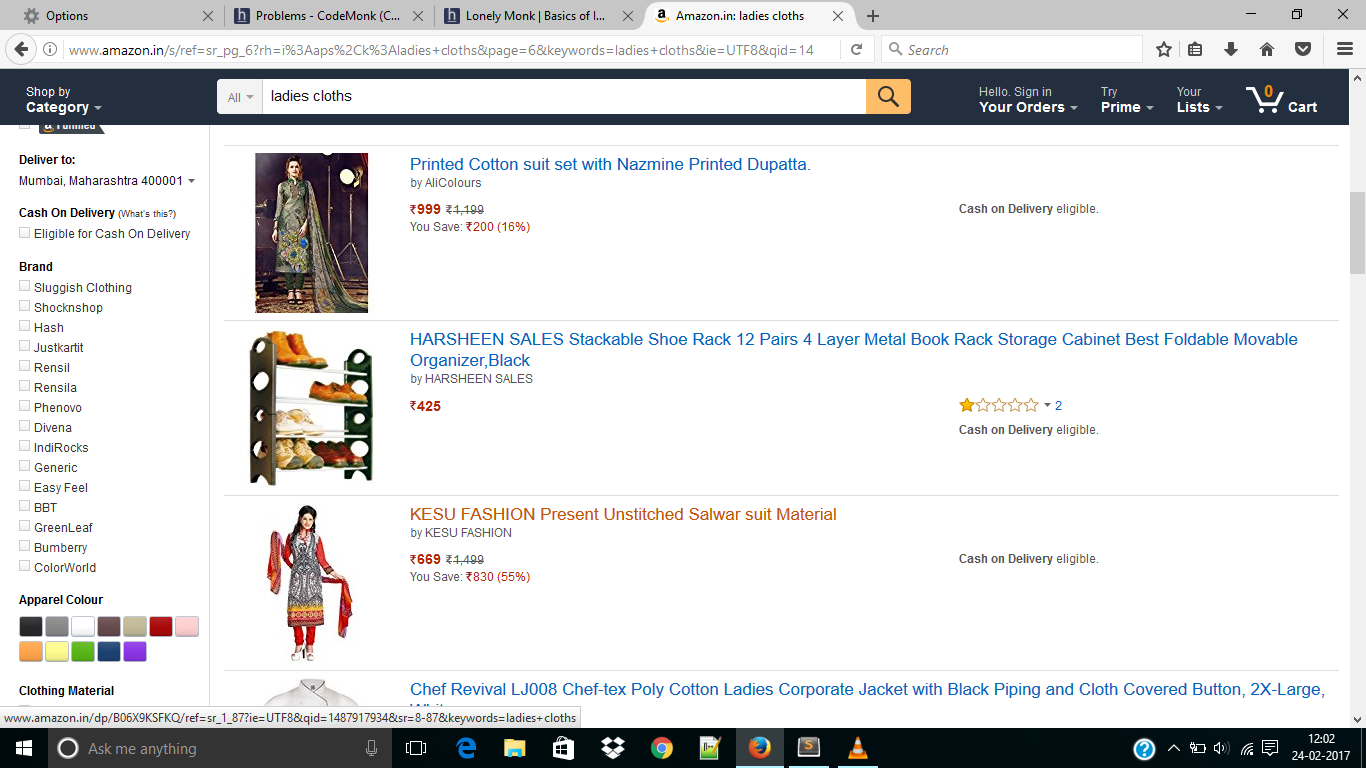 Options
Problems - CodeMonk (C...
Lonely Monk | Basics of I...
Amazon.in: ladies cloths
www.amazon.in/s/ref=sr_pg_6?rh=i%3Aaps%2Ck%3Aladies+cloths&page=6&keywords=ladies+cloths&ie=UTF8&qid=14
Search
Shop by
Category
All
ladies cloths
Hello. Sign in
Your Orders
Try
Prime
Your
Lists
0
Cart
Deliver to:
Mumbai, Maharashtra 400001
Cash On Delivery (What's this?)
Eligible for Cash On Delivery
Brand
Sluggish Clothing
Shocknshop
Hash
Justkartit
Rensil
Rensila
Phenovo
Divena
IndiRocks
Generic
Easy Feel
BBT
GreenLeaf
Bumberry
ColorWorld
Apparel Colour
Clothing Material
Printed Cotton suit set with Nazmine Printed Dupatta.
by AliColours
₹999 ₹1,199
You Save: ₹200 (16%)
Cash on Delivery eligible.
HARSHEEN SALES Stackable Shoe Rack 12 Pairs 4 Layer Metal Book Rack Storage Cabinet Best Foldable Movable
Organizer,Black
by HARSHEEN SALES
₹425
2
Cash on Delivery eligible.
KESU FASHION Present Unstitched Salwar suit Material
by KESU FASHION
₹669 ₹1,499
You Save: ₹830 (55%)
Cash on Delivery eligible.
Chef Revival LJ008 Chef-tex Poly Cotton Ladies Corporate Jacket with Black Piping and Cloth Covered Button, 2X-Large,
www.amazon.in/dp/B06X9KSFKQ/ref=sr_1_87?ie=UTF8&qid=1487917934&sr=8-87&keywords=ladies+cloths
Ask me anything
12:02
24-02-2017